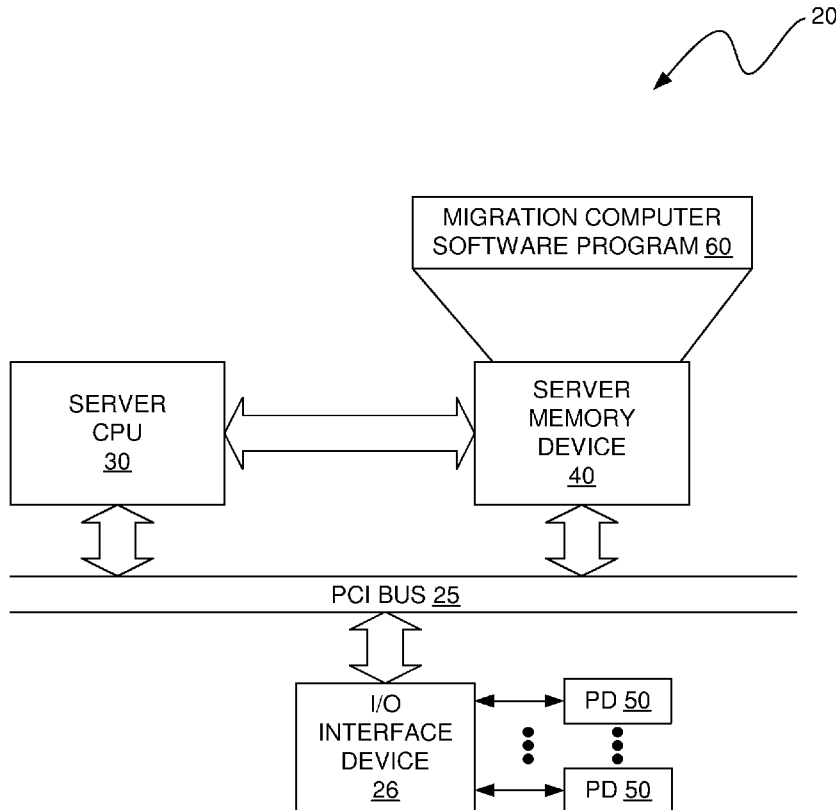 20
MIGRATION COMPUTER
SOFTWARE PROGRAM 60
SERVER
CPU
30
SERVER
MEMORY
DEVICE
40
PCI BUS 25
I/O
INTERFACE
DEVICE
26
PD 50
PD 50